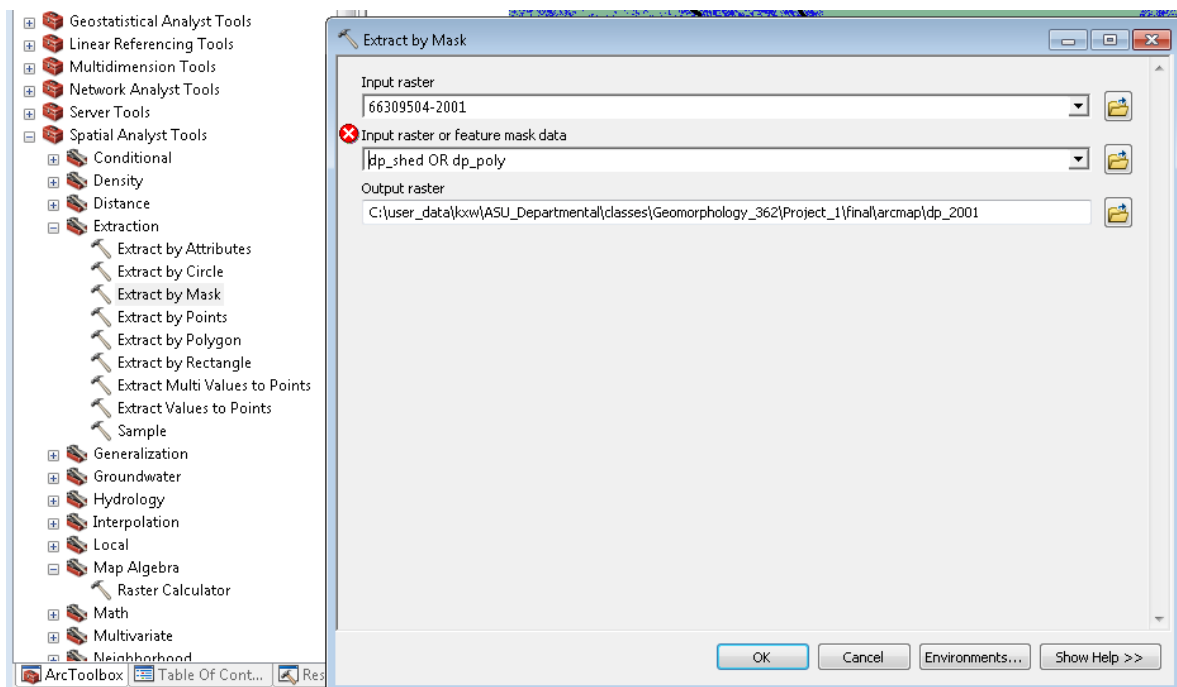 Geostatistical Analyst Tools
Linear Referencing Tools
Multidimension Tools
Network Analyst Tools
Server Tools
Spatial Analyst Tools
Conditional
Density
Distance
Extraction
Extract by Attributes
Extract by Circle
Extract by Mask
Extract by Points
Extract by Polygon
Extract by Rectangle
Extract Multi Values to Points
Extract Values to Points
Sample
Generalization
Groundwater
Hydrology
Interpolation
Local
Map Algebra
Raster Calculator
Math
Multivariate
Neighborhood
ArcToolbox
Table Of Cont...
Res
Extract by Mask
Input raster
66309504-2001
Input raster or feature mask data
dp_shed OR dp_poly
Output raster
C:\user_data\kxw\ASU_Departmental\classes\Geomorphology_362\Project_1\final\arcmap\dp_2001
OK
Cancel
Environments...
Show Help >>